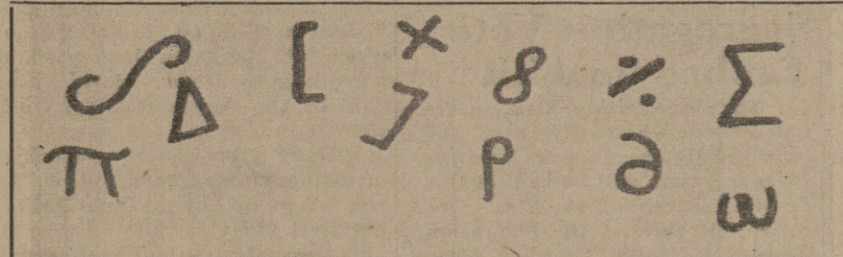 ∫ Δ [ x ] 8 % Σ
π ρ ∂ ω